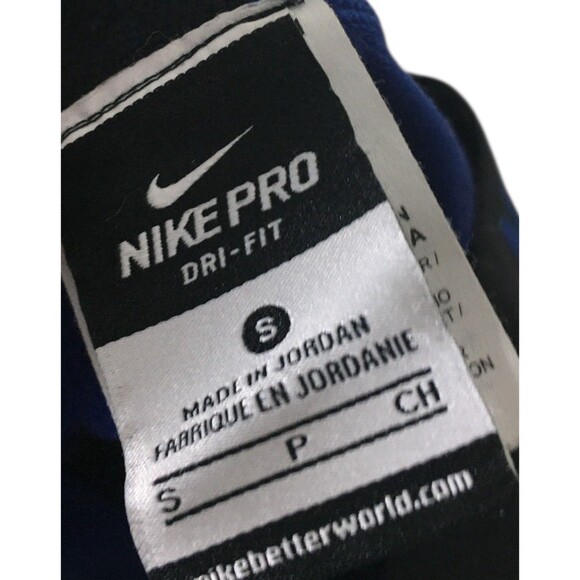 NIKE PRO
DRI-FIT
S
MADE IN JORDAN
FABRIQUE EN JORDANIE
S P CH
nikebetterworld.com